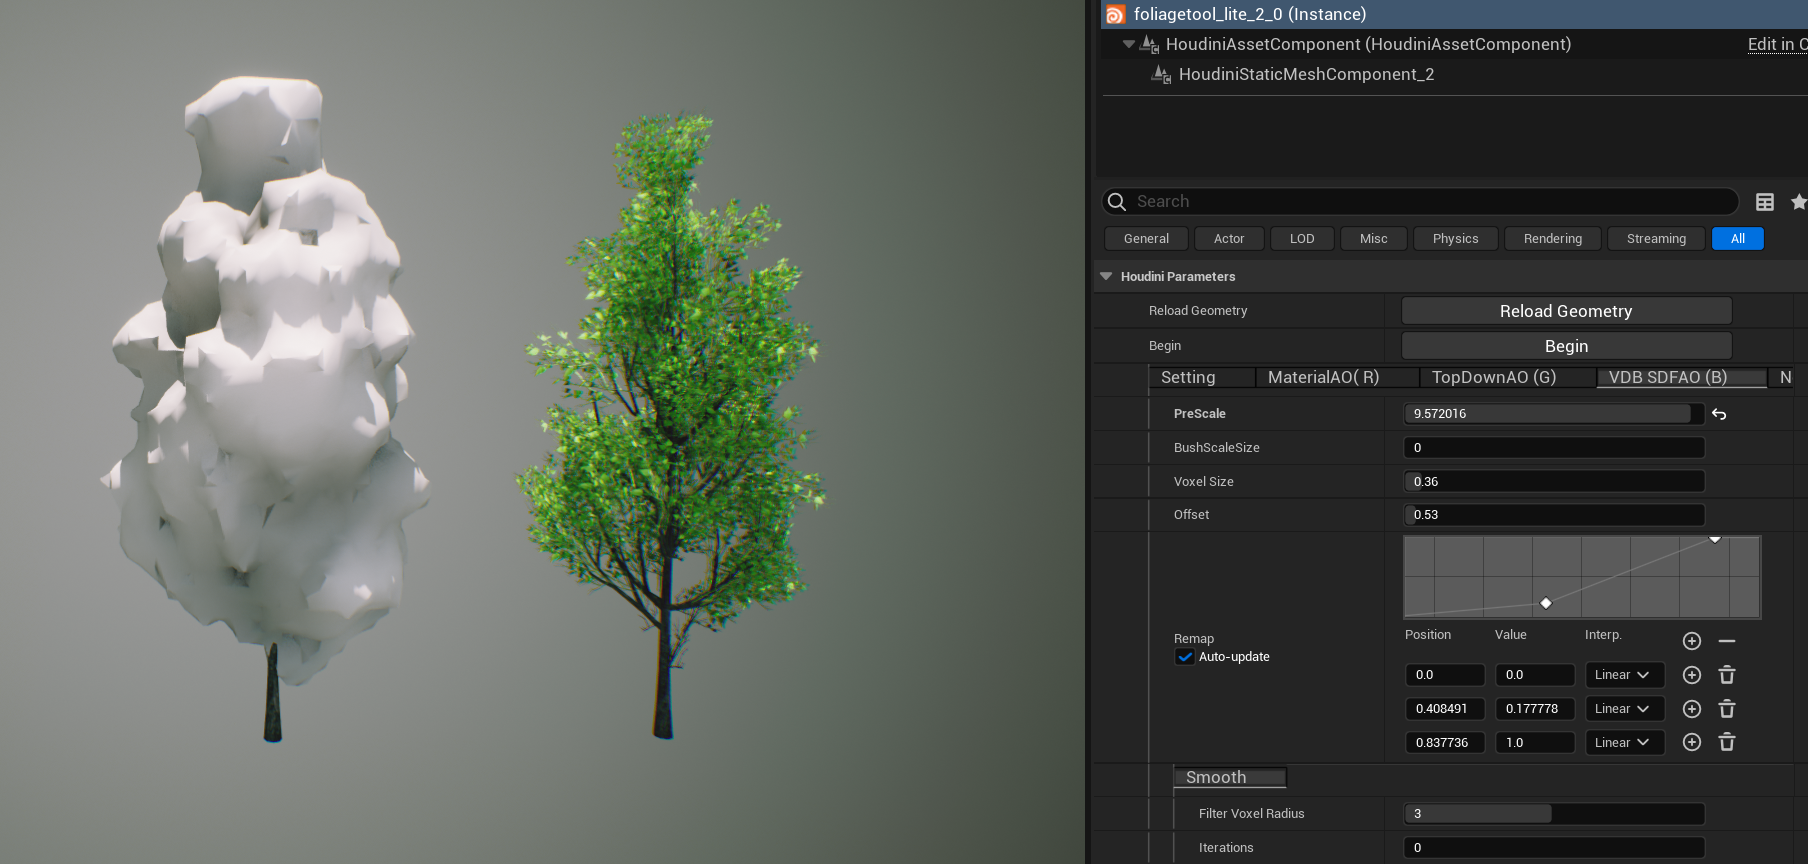 foliagetool_lite_2_0 (Instance)
HoudiniAssetComponent (HoudiniAssetComponent)
Edit in C
HoudiniStaticMeshComponent_2
Search
General Actor LOD Misc Physics Rendering Streaming All
Houdini Parameters
Reload Geometry Reload Geometry
Begin Begin
Setting MaterialAO( R) TopDownAO (G) VDB SDFAO (B) N
PreScale 9.572016
BushScaleSize 0
Voxel Size 0.36
Offset 0.53
Remap
Auto-update
Position Value Interp.
0.0 0.0 Linear
0.408491 0.177778 Linear
0.837736 1.0 Linear
Smooth
Filter Voxel Radius 3
Iterations 0